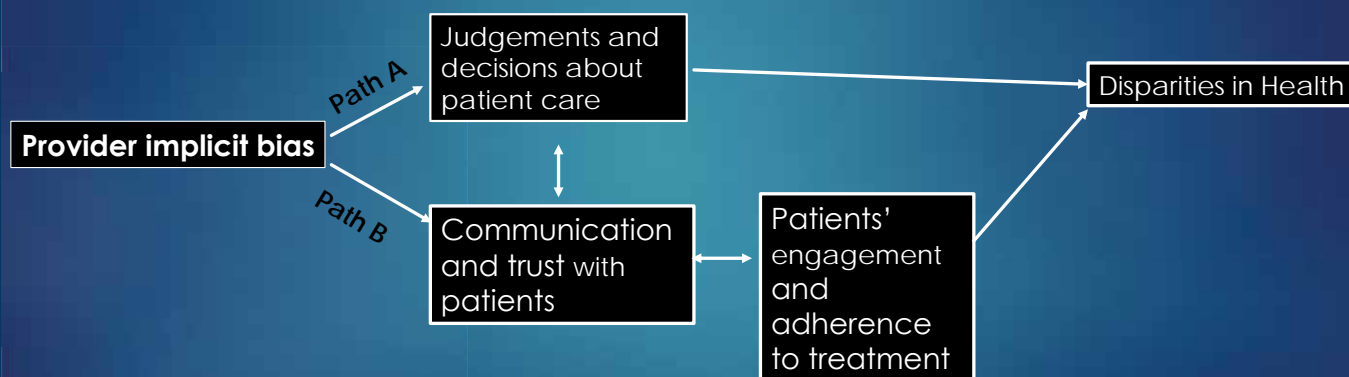 Judgements and
decisions about
patient care
Path A
Disparities in Health
Provider implicit bias
Path B
Communication
and trust with
patients
Patients’
engagement
and
adherence
to treatment